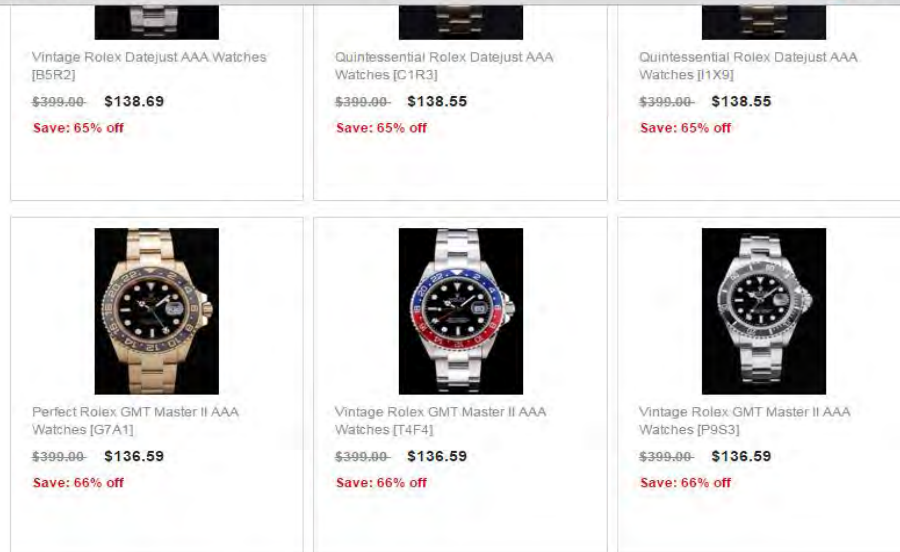 Vintage Rolex Datejust AAA Watches
[B5R2]
$399.00 $138.69
Save: 65% off
Quintessential Rolex Datejust AAA
Watches [C1R3]
$399.00 $138.55
Save: 65% off
Quintessential Rolex Datejust AAA
Watches [I1X9]
$399.00 $138.55
Save: 65% off
Perfect Rolex GMT Master II AAA
Watches [G7A1]
$399.00 $136.59
Save: 66% off
Vintage Rolex GMT Master II AAA
Watches [T4F4]
$399.00 $136.59
Save: 66% off
Vintage Rolex GMT Master II AAA
Watches [P9S3]
$399.00 $136.59
Save: 66% off